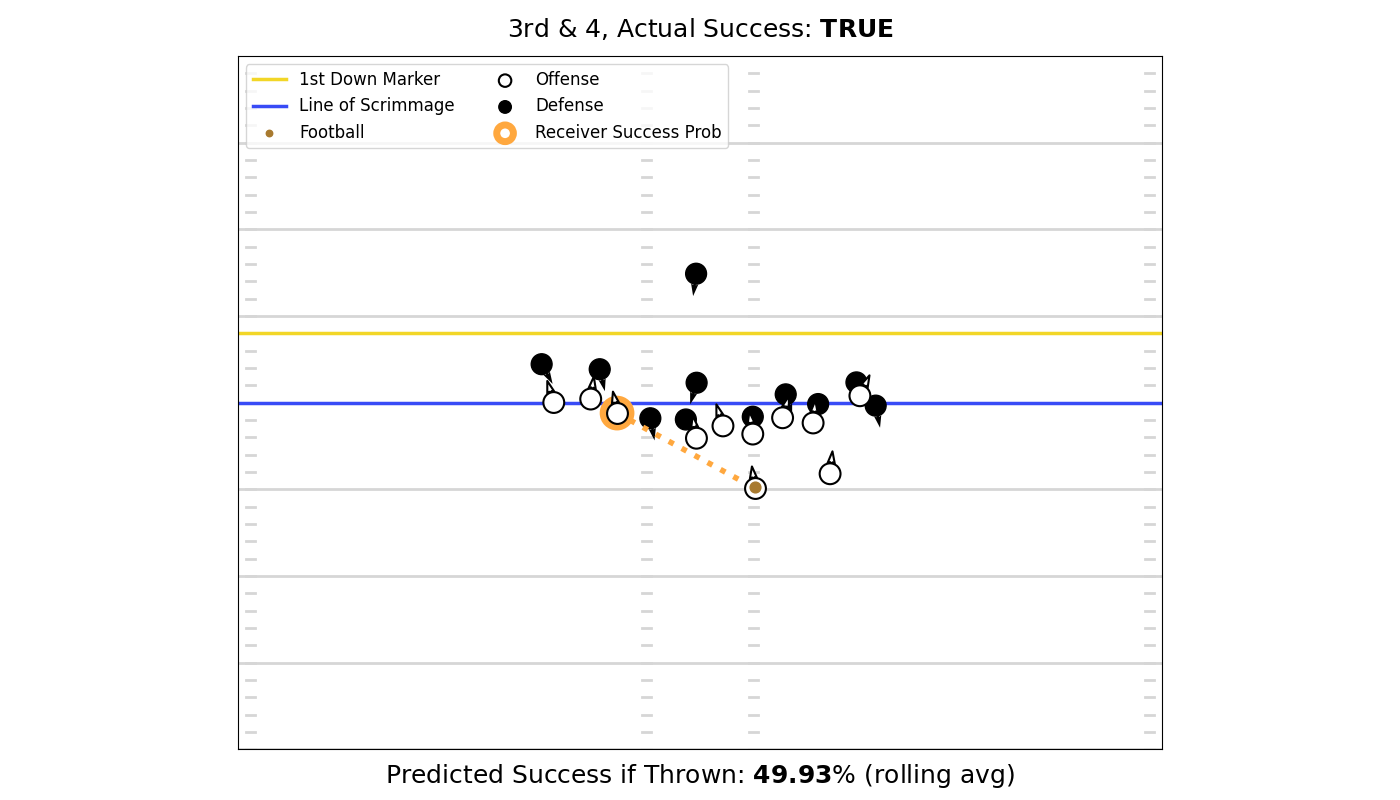 3rd & 4, Actual Success: TRUE
1st Down Marker
Line of Scrimmage
Football
Offense
Defense
Receiver Success Prob
Predicted Success if Thrown: 49.93% (rolling avg)